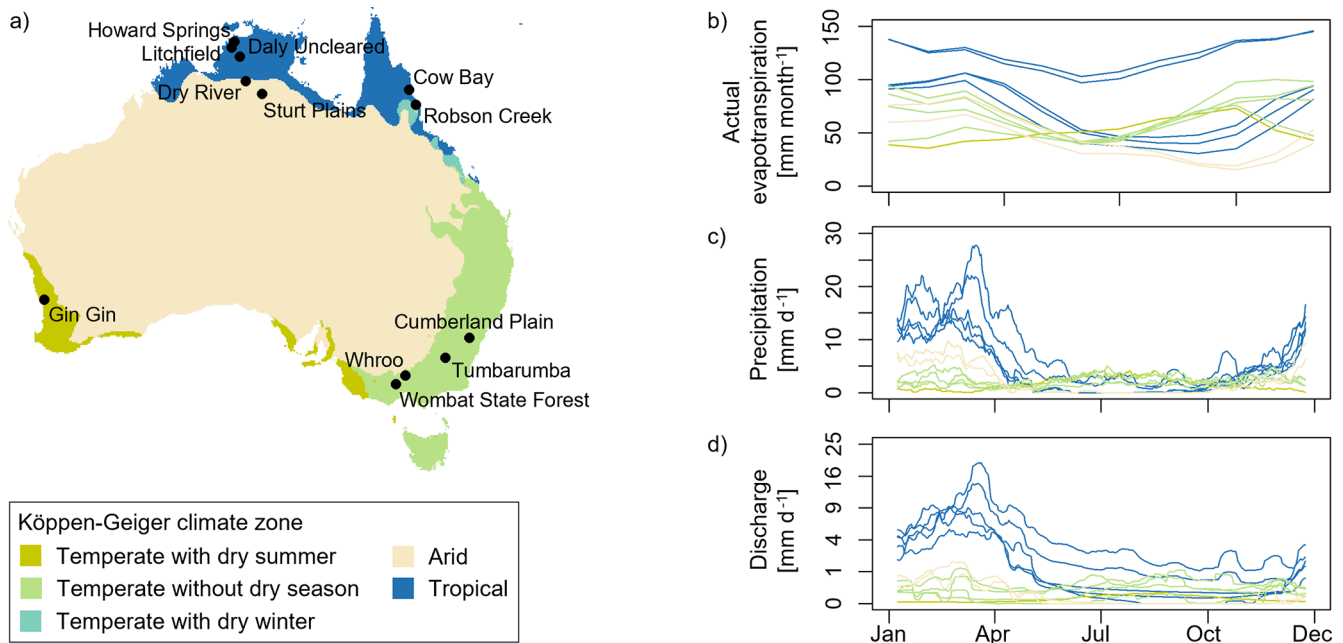 a)
Howard Springs
Litchfield
Daly Uncleared
Dry River
Sturt Plains
Cow Bay
Robson Creek
Gin Gin
Cumberland Plain
Whroo
Tumbarumba
Wombat State Forest
Köppen-Geiger climate zone
Temperate with dry summer
Temperate without dry season
Temperate with dry winter
Arid
Tropical
b)
Actual
evapotranspiration
[mm month⁻¹]
150
100
50
0
c)
Precipitation
[mm d⁻¹]
30
20
10
0
d)
Discharge
[mm d⁻¹]
25
16
9
4
1
0
Jan Apr Jul Oct Dec